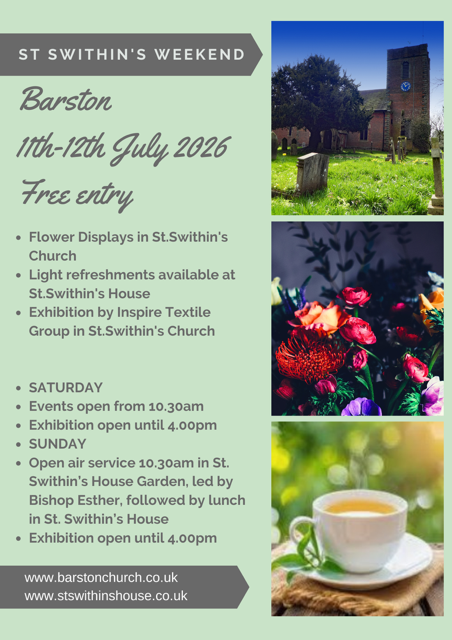 ST SWITHIN'S WEEKEND
Barston
11th-12th July 2026
Free entry
• Flower Displays in St.Swithin's
Church
• Light refreshments available at
St.Swithin's House
• Exhibition by Inspire Textile
Group in St.Swithin's Church
• SATURDAY
• Events open from 10.30am
• Exhibition open until 4.00pm
• SUNDAY
• Open air service 10.30am in St.
Swithin's House Garden, led by
Bishop Esther, followed by lunch
in St. Swithin's House
• Exhibition open until 4.00pm
www.barstonchurch.co.uk
www.stswithinshouse.co.uk